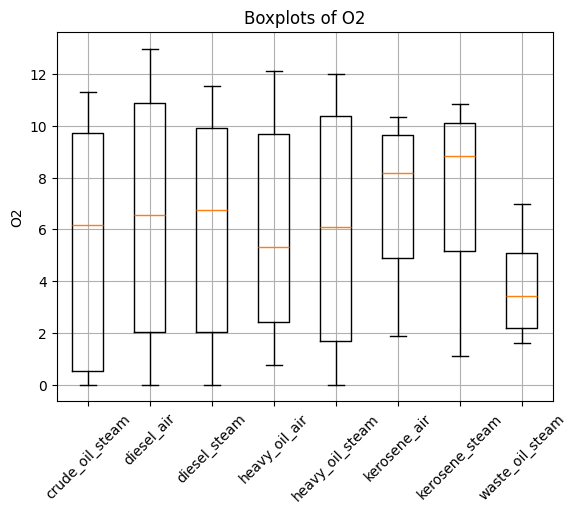 Boxplots of O2
O2
12
10
8
6
4
2
0
crude_oil_steam
diesel_air
diesel_steam
heavy_oil_air
heavy_oil_steam
kerosene_air
kerosene_steam
waste_oil_steam